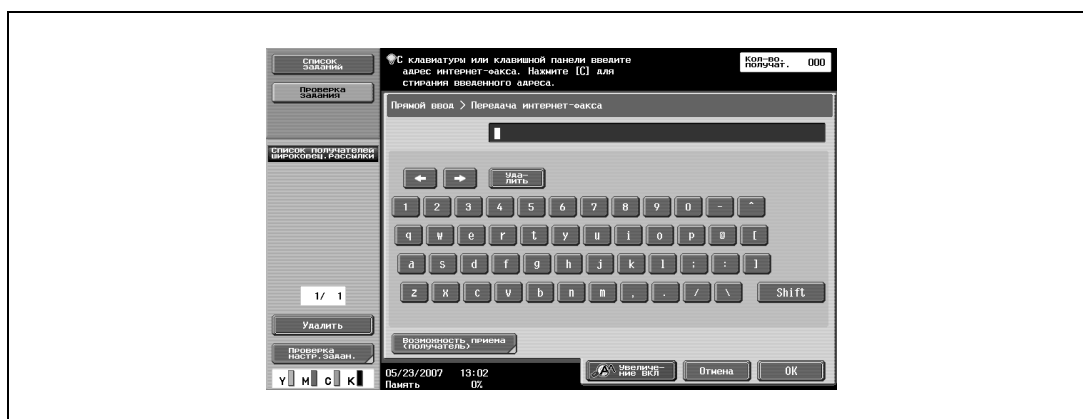 Список
заданий
Проверка
задания
Список получателей
широковещ.рассылки
1/ 1
Удалить
Проверка
настр.задан.
Y M C K
С клавиатуры или клавишной панели введите
адрес интернет-факса. Нажмите [C] для
стирания введенного адреса.
Кол-во.
получат. 000
Прямой ввод > Передача интернет-факса
Уда-
лить
1 2 3 4 5 6 7 8 9 0 - ^
q w e r t y u i o p @ [
a s d f g h j k l ; : ]
z x c v b n m , . / \ Shift
Возможность приема
(получатель)
05/23/2007 13:02
Память 0%
Увеличе-
ние ВКЛ
Отмена
OK